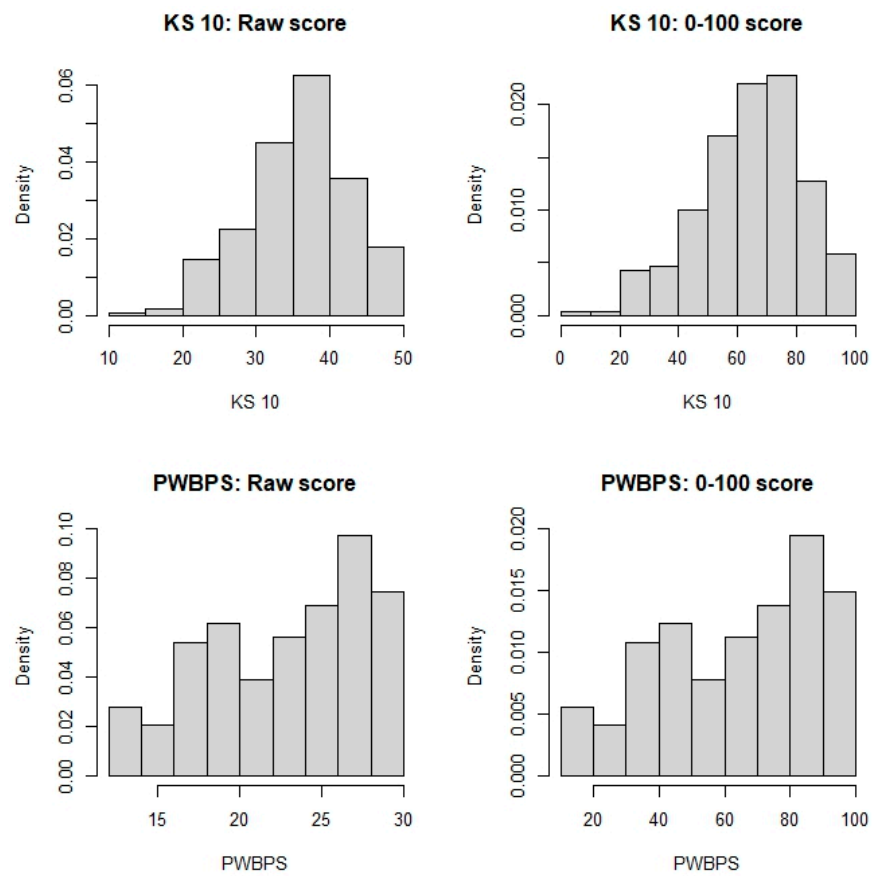 KS 10: Raw score
Density
0.00 0.02 0.04 0.06
10 20 30 40 50
KS 10
KS 10: 0-100 score
Density
0.000 0.010 0.020
0 20 40 60 80 100
KS 10
PWBPS: Raw score
Density
0.00 0.02 0.04 0.06 0.08 0.10
15 20 25 30
PWBPS
PWBPS: 0-100 score
Density
0.000 0.005 0.010 0.015 0.020
20 40 60 80 100
PWBPS